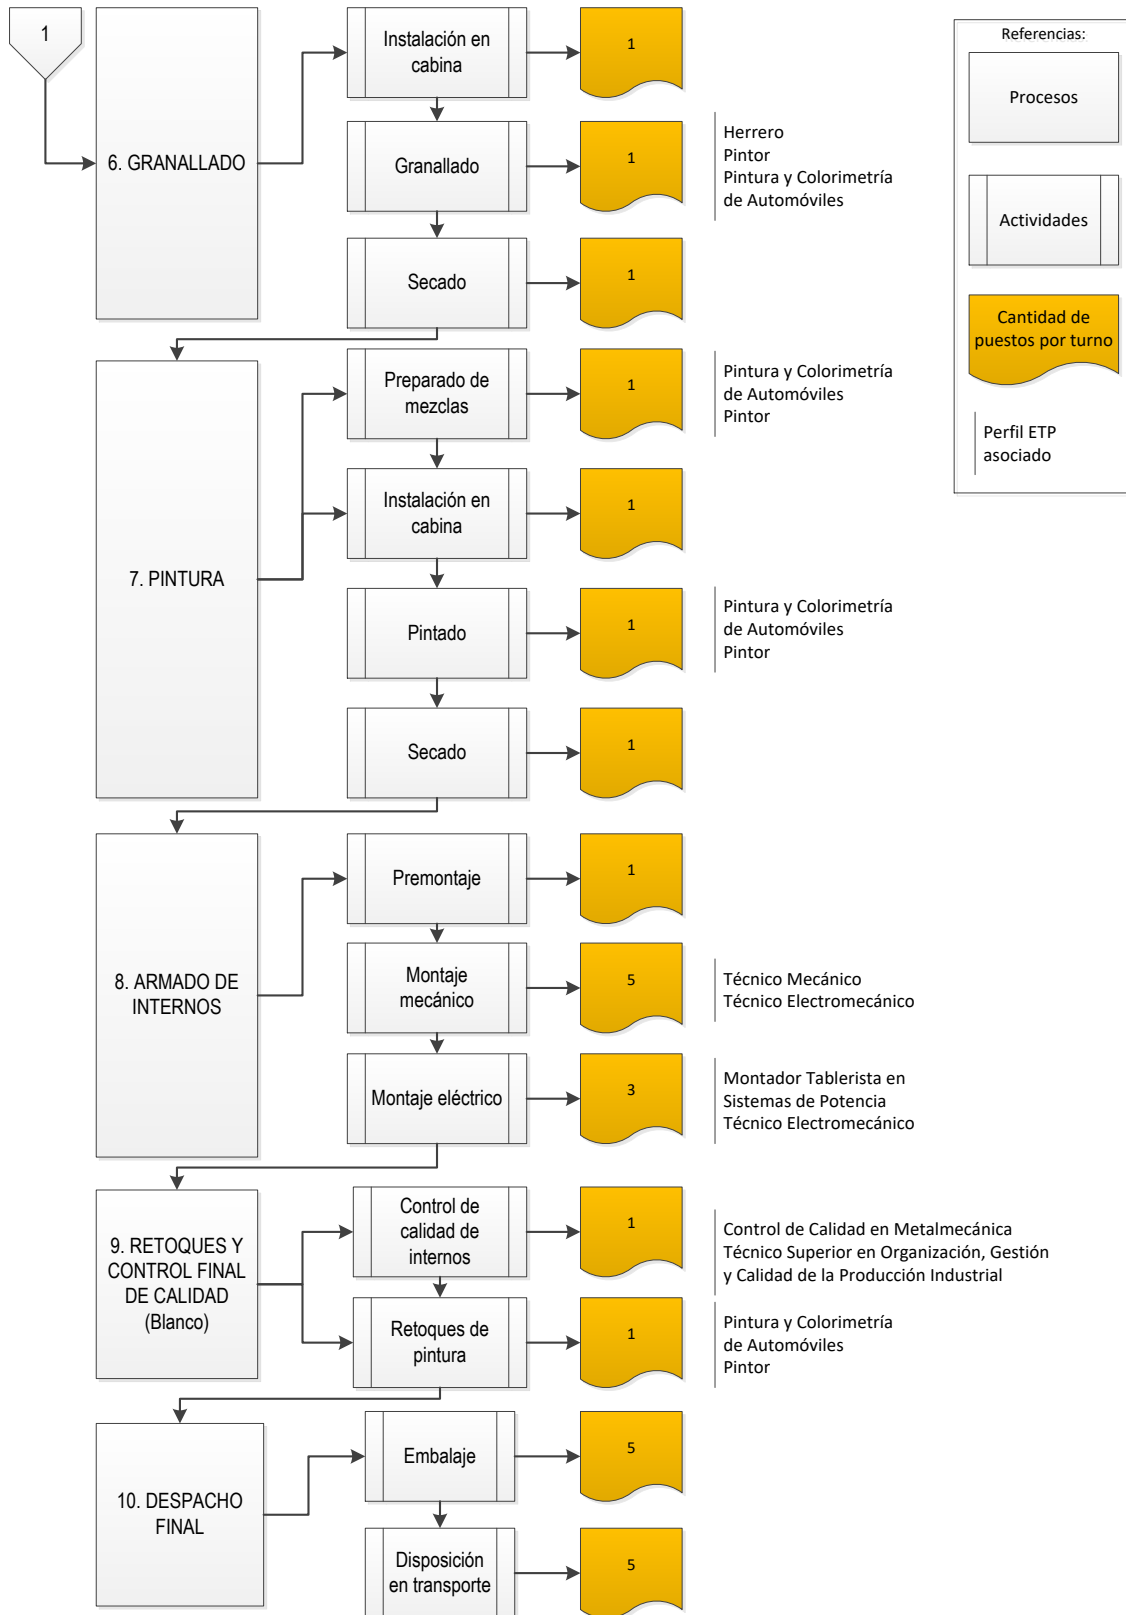 1
6. GRANALLADO
Instalación en
cabina
1
Granallado
1
Herrero
Pintor
Pintura y Colorimetría
de Automóviles
Secado
1
7. PINTURA
Preparado de
mezclas
1
Pintura y Colorimetría
de Automóviles
Pintor
Instalación en
cabina
1
Pintado
1
Pintura y Colorimetría
de Automóviles
Pintor
Secado
1
8. ARMADO DE
INTERNOS
Premontaje
1
Montaje
mecánico
5
Técnico Mecánico
Técnico Electromecánico
Montaje eléctrico
3
Montador Tablerista en
Sistemas de Potencia
Técnico Electromecánico
9. RETOQUES Y
CONTROL FINAL
DE CALIDAD
(Blanco)
Control de
calidad de
internos
1
Control de Calidad en Metalmecánica
Técnico Superior en Organización, Gestión
y Calidad de la Producción Industrial
Retoques de
pintura
1
Pintura y Colorimetría
de Automóviles
Pintor
10. DESPACHO
FINAL
Embalaje
5
Disposición
en transporte
5
Referencias:
Procesos
Actividades
Cantidad de
puestos por turno
Perfil ETP
asociado